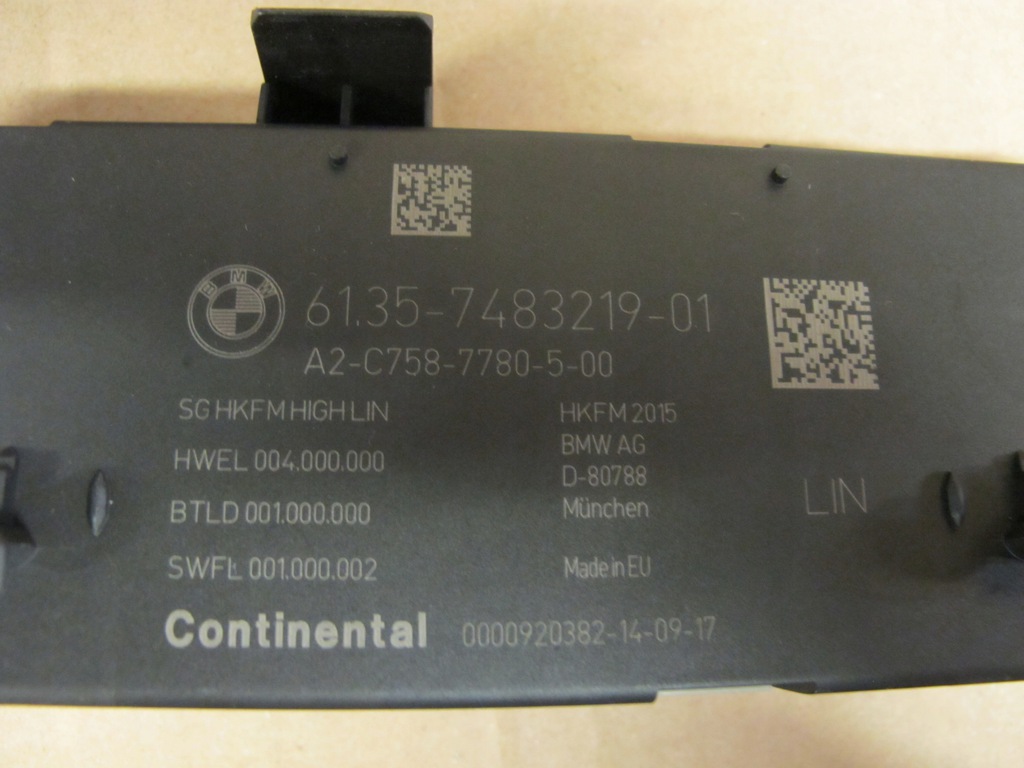 BMW
61.35-7483219-01
A2-C758-7780-5-00
SG HKFM HIGH LIN
HKFM 2015
HWEL 004.000.000
BMW AG
D-80788
BTLD 001.000.000
München
LIN
SWFL 001.000.002
Made in EU
Continental 0000920382-14-09-17